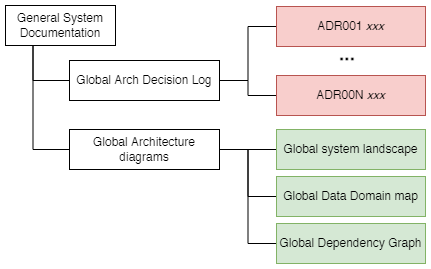 General System
Documentation
ADR001 xxx
...
Global Arch Decision Log
ADR00N xxx
Global Architecture
diagrams
Global system landscape
Global Data Domain map
Global Dependency Graph